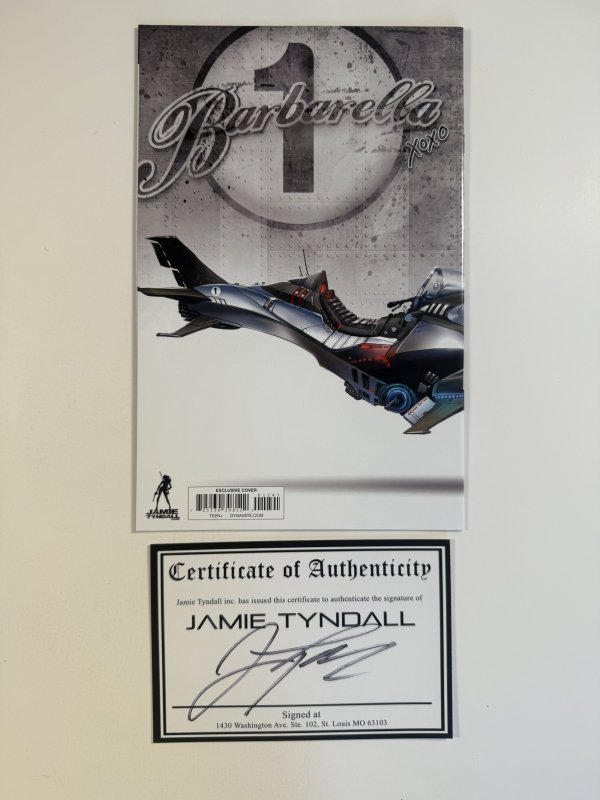 1
Barbarella
XOXO
1
EXCLUSIVE COVER
TEEN+ DYNAMITE.COM
JAMIE
TYNDALL
Certificate of Authenticity
Jamie Tyndall inc. has issued this certificate to authenticate the signature of
JAMIE TYNDALL
Signed at
1430 Washington Ave. Ste. 102, St. Louis MO 63103